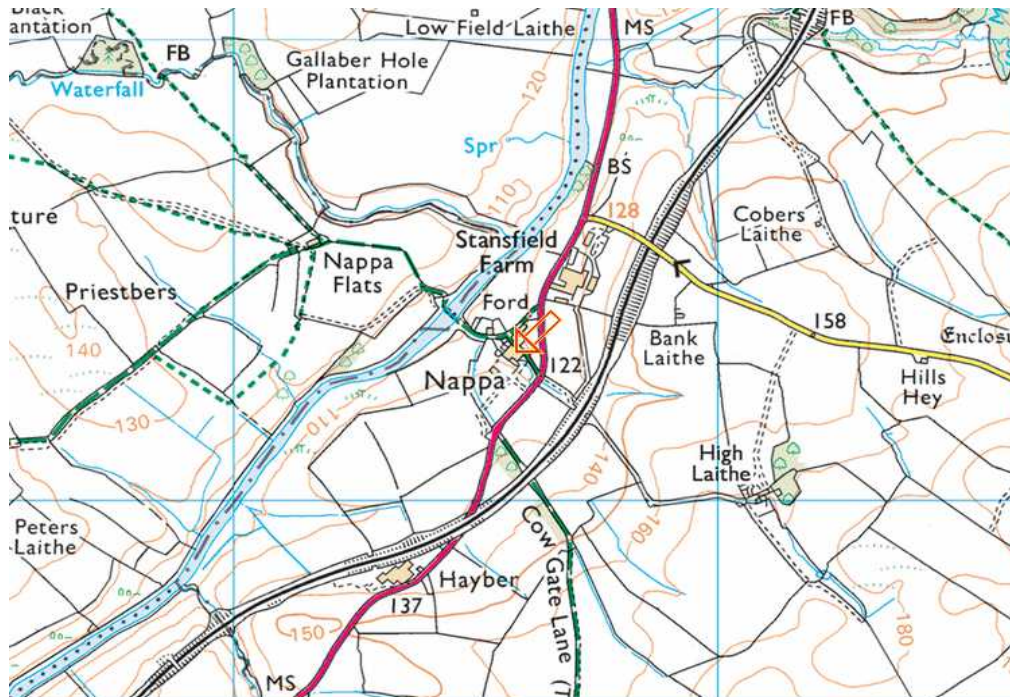 Black
antation
FB
Waterfall
Gallaber Hole
Plantation
Low Field Laithe
MS
FB
120
Spr
BS
110
128
Cobers
Laithe
ture
Stansfield
Farm
Nappa
Flats
Priestbers
Ford
140
Bank
Laithe
158
Enclosu
Hills
Hey
122
Nappa
130
110
High
Laithe
140
160
Peters
Laithe
Cow Gate Lane (T
Hayber
137
150
180
MS